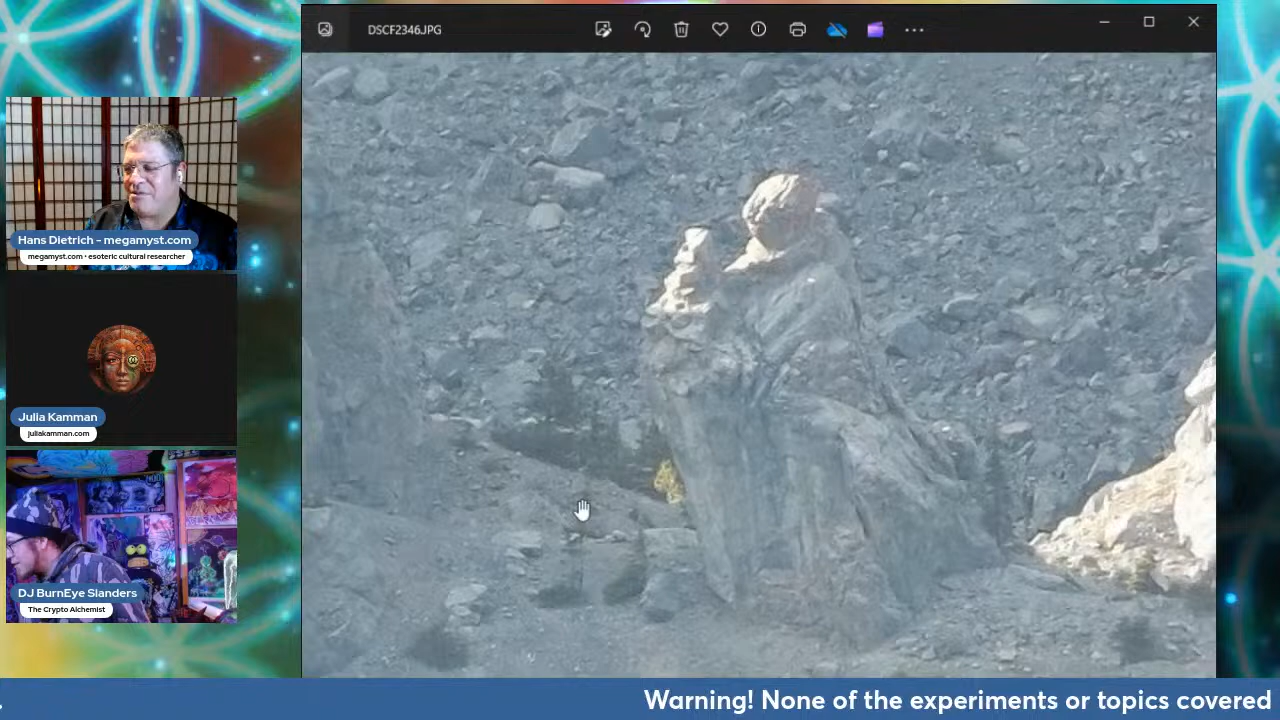 DSCF2346.JPG
Hans Dietrich - megamyst.com
megamyst.com • esoteric cultural researcher
Julia Kamman
juliakamman.com
DJ BurnEye Slanders
The Crypto Alchemist
Warning! None of the experiments or topics covered